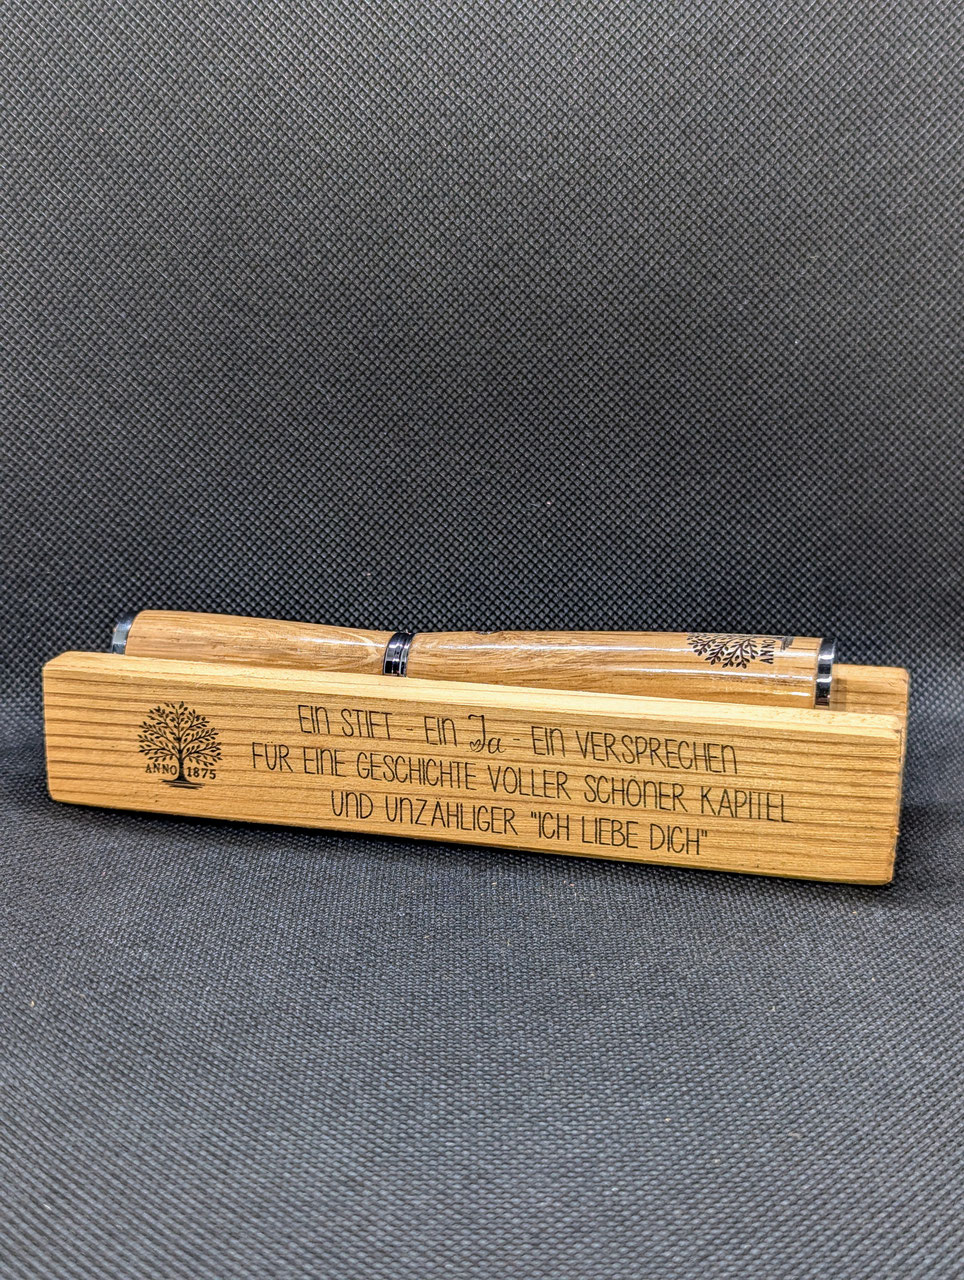 ANNO
EIN STIFT - EIN Ja - EIN VERSPRECHEN
FÜR EINE GESCHICHTE VOLLER SCHÖNER KAPITEL
UND UNZÄHLIGER "ICH LIEBE DICH"
ANNO 1875